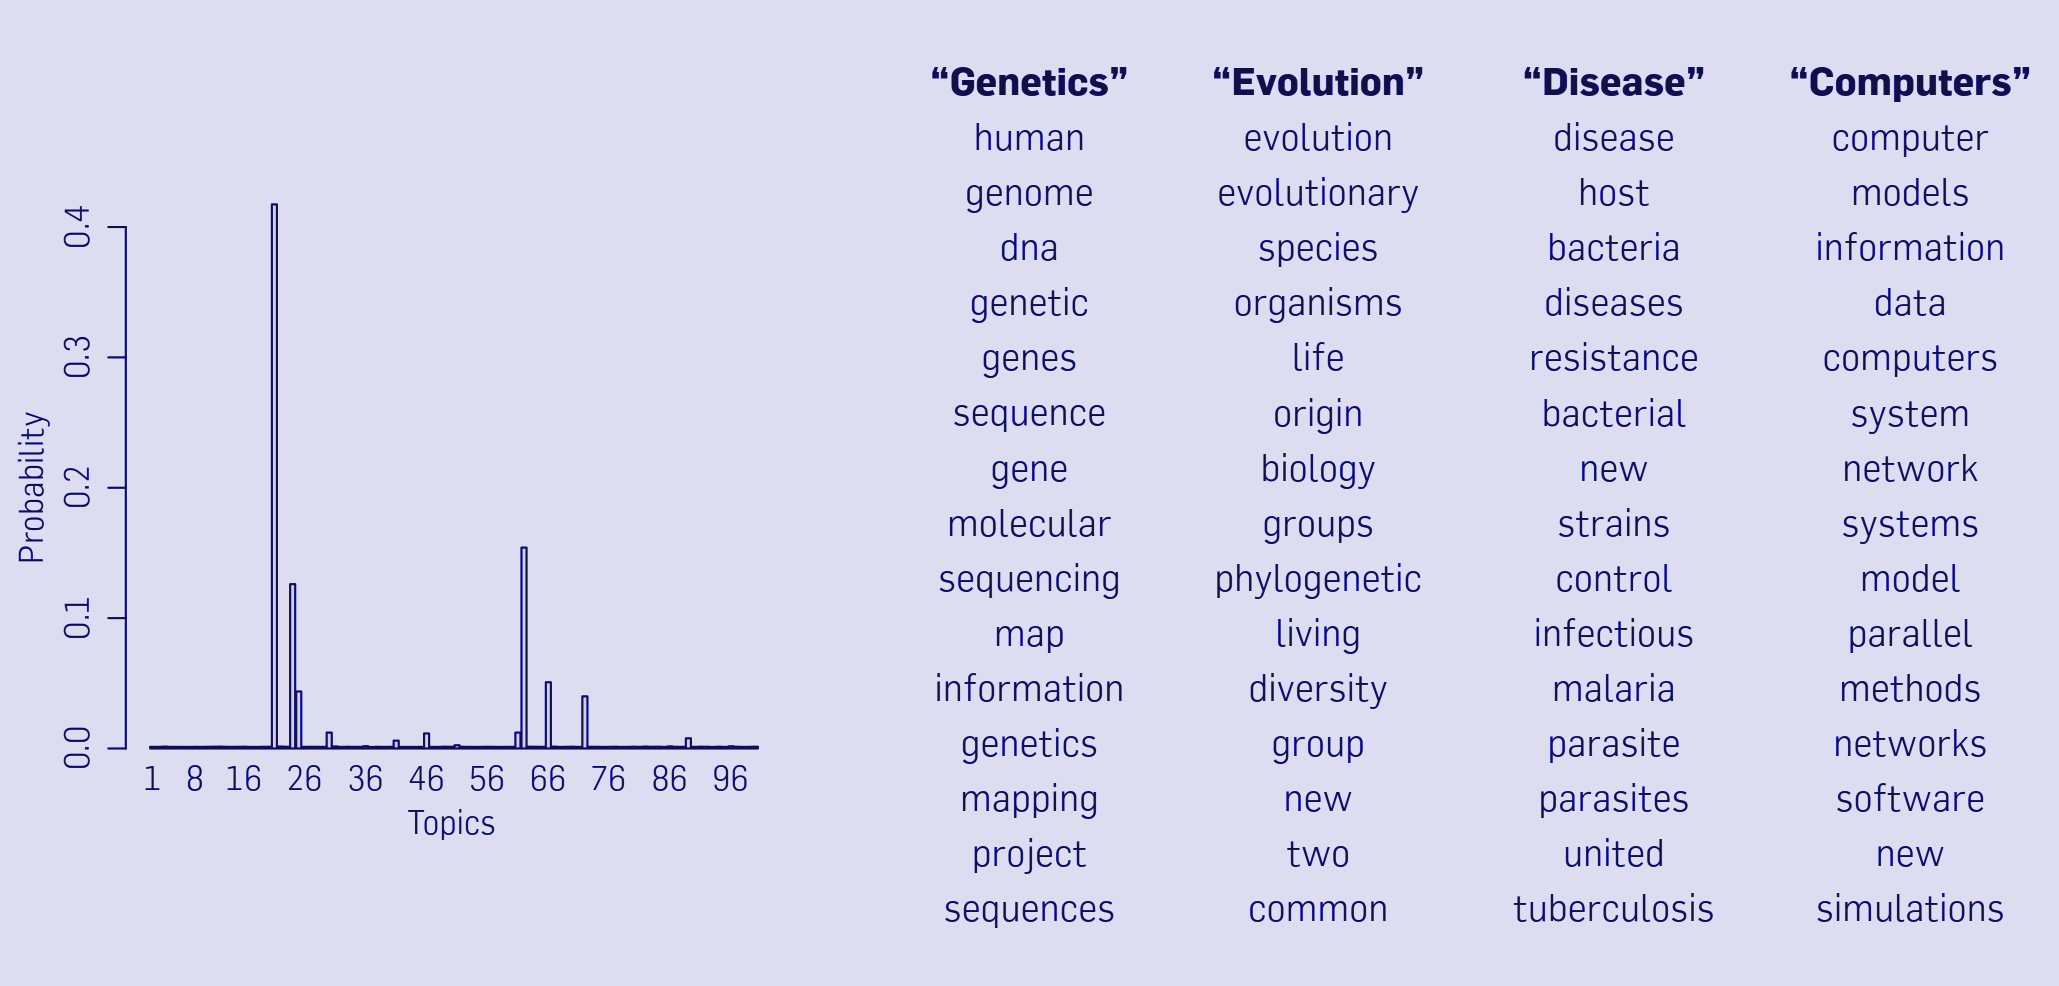 0.4
0.3
0.2
0.1
0.0
Probability
1 8 16 26 36 46 56 66 76 86 96
Topics
“Genetics” “Evolution” “Disease” “Computers”
human evolution disease computer
genome evolutionary host models
dna species bacteria information
genetic organisms diseases data
genes life resistance computers
sequence origin bacterial system
gene biology new network
molecular groups strains systems
sequencing phylogenetic control model
map living infectious parallel
information diversity malaria methods
genetics group parasite networks
mapping new parasites software
project two united new
sequences common tuberculosis simulations